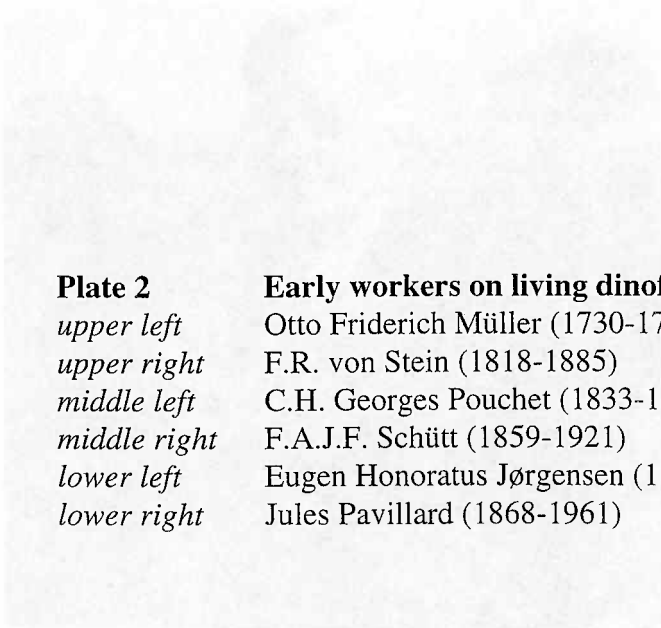 Plate 2 Early workers on living dinof
upper left Otto Friderich Müller (1730-17
upper right F.R. von Stein (1818-1885)
middle left C.H. Georges Pouchet (1833-1
middle right F.A.J.F. Schütt (1859-1921)
lower left Eugen Honoratus Jørgensen (1
lower right Jules Pavillard (1868-1961)